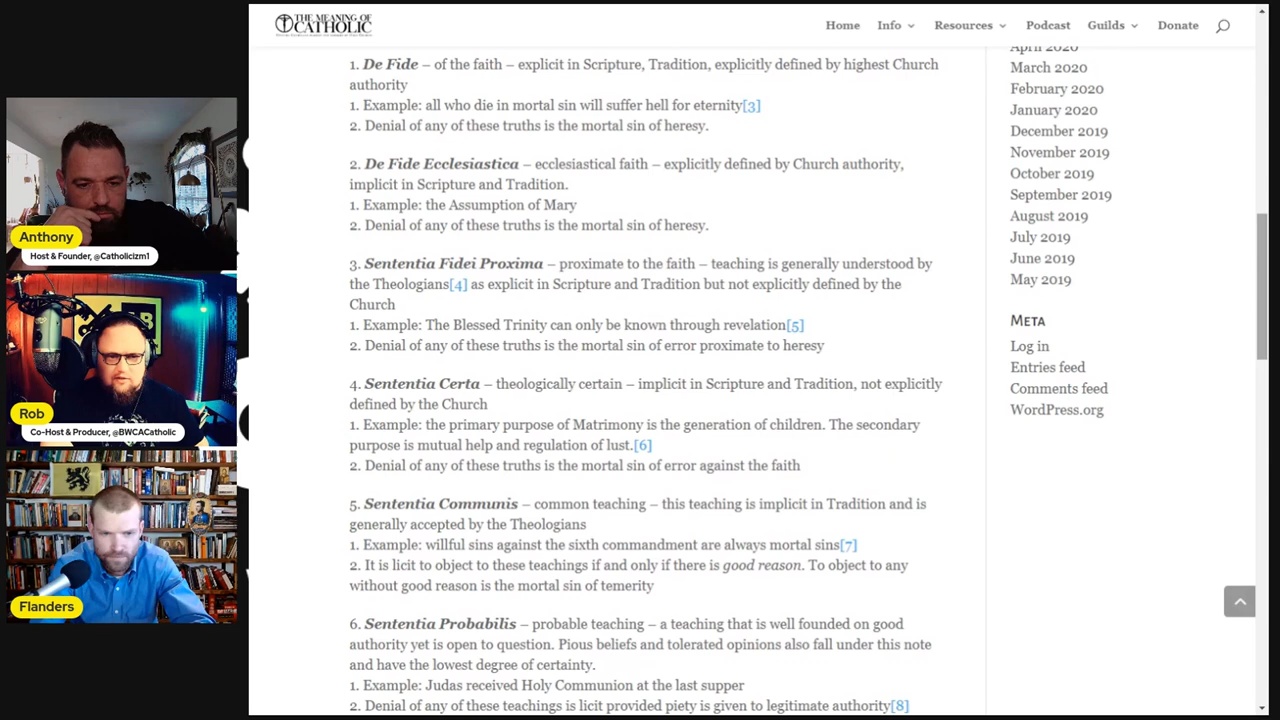 THE MEANING OF
CATHOLIC
Home Info Resources Podcast Guilds Donate
1. De Fide – of the faith – explicit in Scripture, Tradition, explicitly defined by highest Church
authority
1. Example: all who die in mortal sin will suffer hell for eternity[3]
2. Denial of any of these truths is the mortal sin of heresy.
2. De Fide Ecclesiastica – ecclesiastical faith – explicitly defined by Church authority,
implicit in Scripture and Tradition.
1. Example: the Assumption of Mary
2. Denial of any of these truths is the mortal sin of heresy.
3. Sententia Fidei Proxima – proximate to the faith – teaching is generally understood by
the Theologians[4] as explicit in Scripture and Tradition but not explicitly defined by the
Church
1. Example: The Blessed Trinity can only be known through revelation[5]
2. Denial of any of these truths is the mortal sin of error proximate to heresy
4. Sententia Certa – theologically certain – implicit in Scripture and Tradition, not explicitly
defined by the Church
1. Example: the primary purpose of Matrimony is the generation of children. The secondary
purpose is mutual help and regulation of lust.[6]
2. Denial of any of these truths is the mortal sin of error against the faith
5. Sententia Communis – common teaching – this teaching is implicit in Tradition and is
generally accepted by the Theologians
1. Example: willful sins against the sixth commandment are always mortal sins[7]
2. It is licit to object to these teachings if and only if there is good reason. To object to any
without good reason is the mortal sin of temerity
6. Sententia Probabilis – probable teaching – a teaching that is well founded on good
authority yet is open to question. Pious beliefs and tolerated opinions also fall under this note
and have the lowest degree of certainty.
1. Example: Judas received Holy Communion at the last supper
2. Denial of any of these teachings is licit provided piety is given to legitimate authority[8]
April 2020
March 2020
February 2020
January 2020
December 2019
November 2019
October 2019
September 2019
August 2019
July 2019
June 2019
May 2019
META
Log in
Entries feed
Comments feed
WordPress.org
Anthony
Host & Founder, @Catholicizm1
Rob
Co-Host & Producer, @BWCACatholic
Flanders